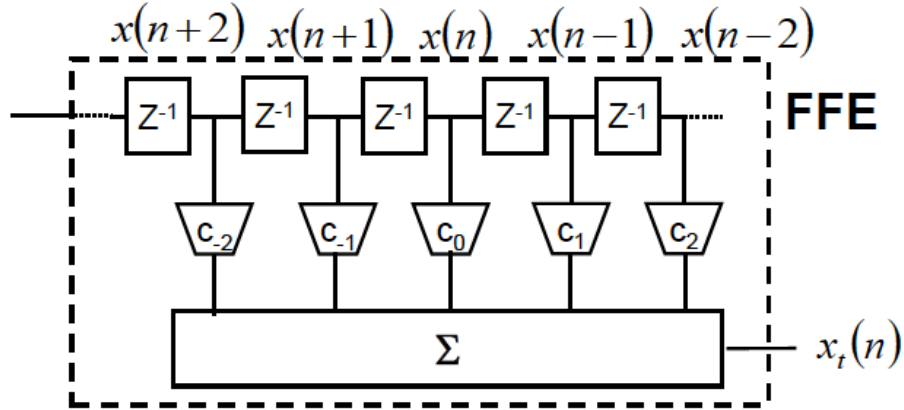 x(n+2) x(n+1) x(n) x(n−1) x(n−2)
Z⁻¹ Z⁻¹ Z⁻¹ Z⁻¹ Z⁻¹ FFE
c₋₂ c₋₁ c₀ c₁ c₂
Σ xₜ(n)